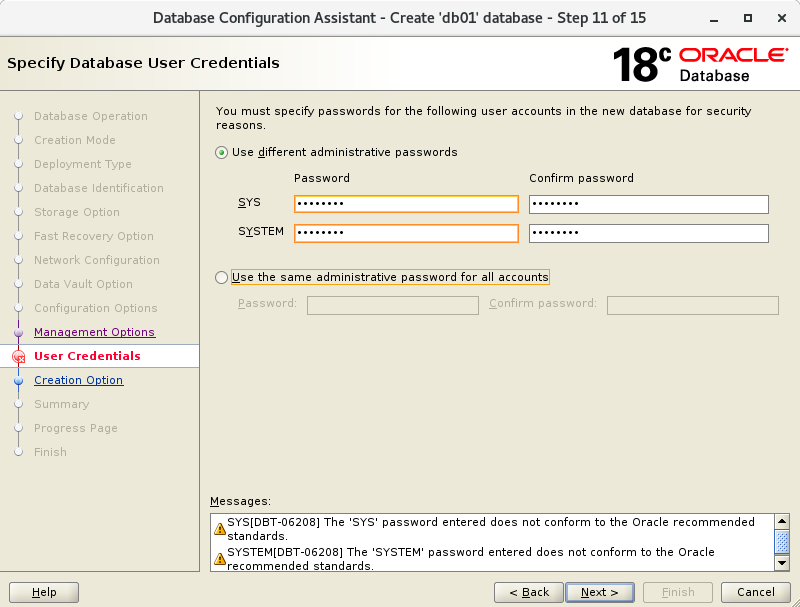 Database Configuration Assistant - Create 'db01' database - Step 11 of 15
Specify Database User Credentials
18c ORACLE
Database
Database Operation
Creation Mode
Deployment Type
Database Identification
Storage Option
Fast Recovery Option
Network Configuration
Data Vault Option
Configuration Options
Management Options
User Credentials
Creation Option
Summary
Progress Page
Finish
You must specify passwords for the following user accounts in the new database for security
reasons.
Use different administrative passwords
Password Confirm password
SYS •••••••• ••••••••
SYSTEM •••••••• ••••••••
Use the same administrative password for all accounts
Password: Confirm password:
Messages:
SYS[DBT-06208] The 'SYS' password entered does not conform to the Oracle recommended
standards.
SYSTEM[DBT-06208] The 'SYSTEM' password entered does not conform to the Oracle
recommended standards.
Help < Back Next > Finish Cancel